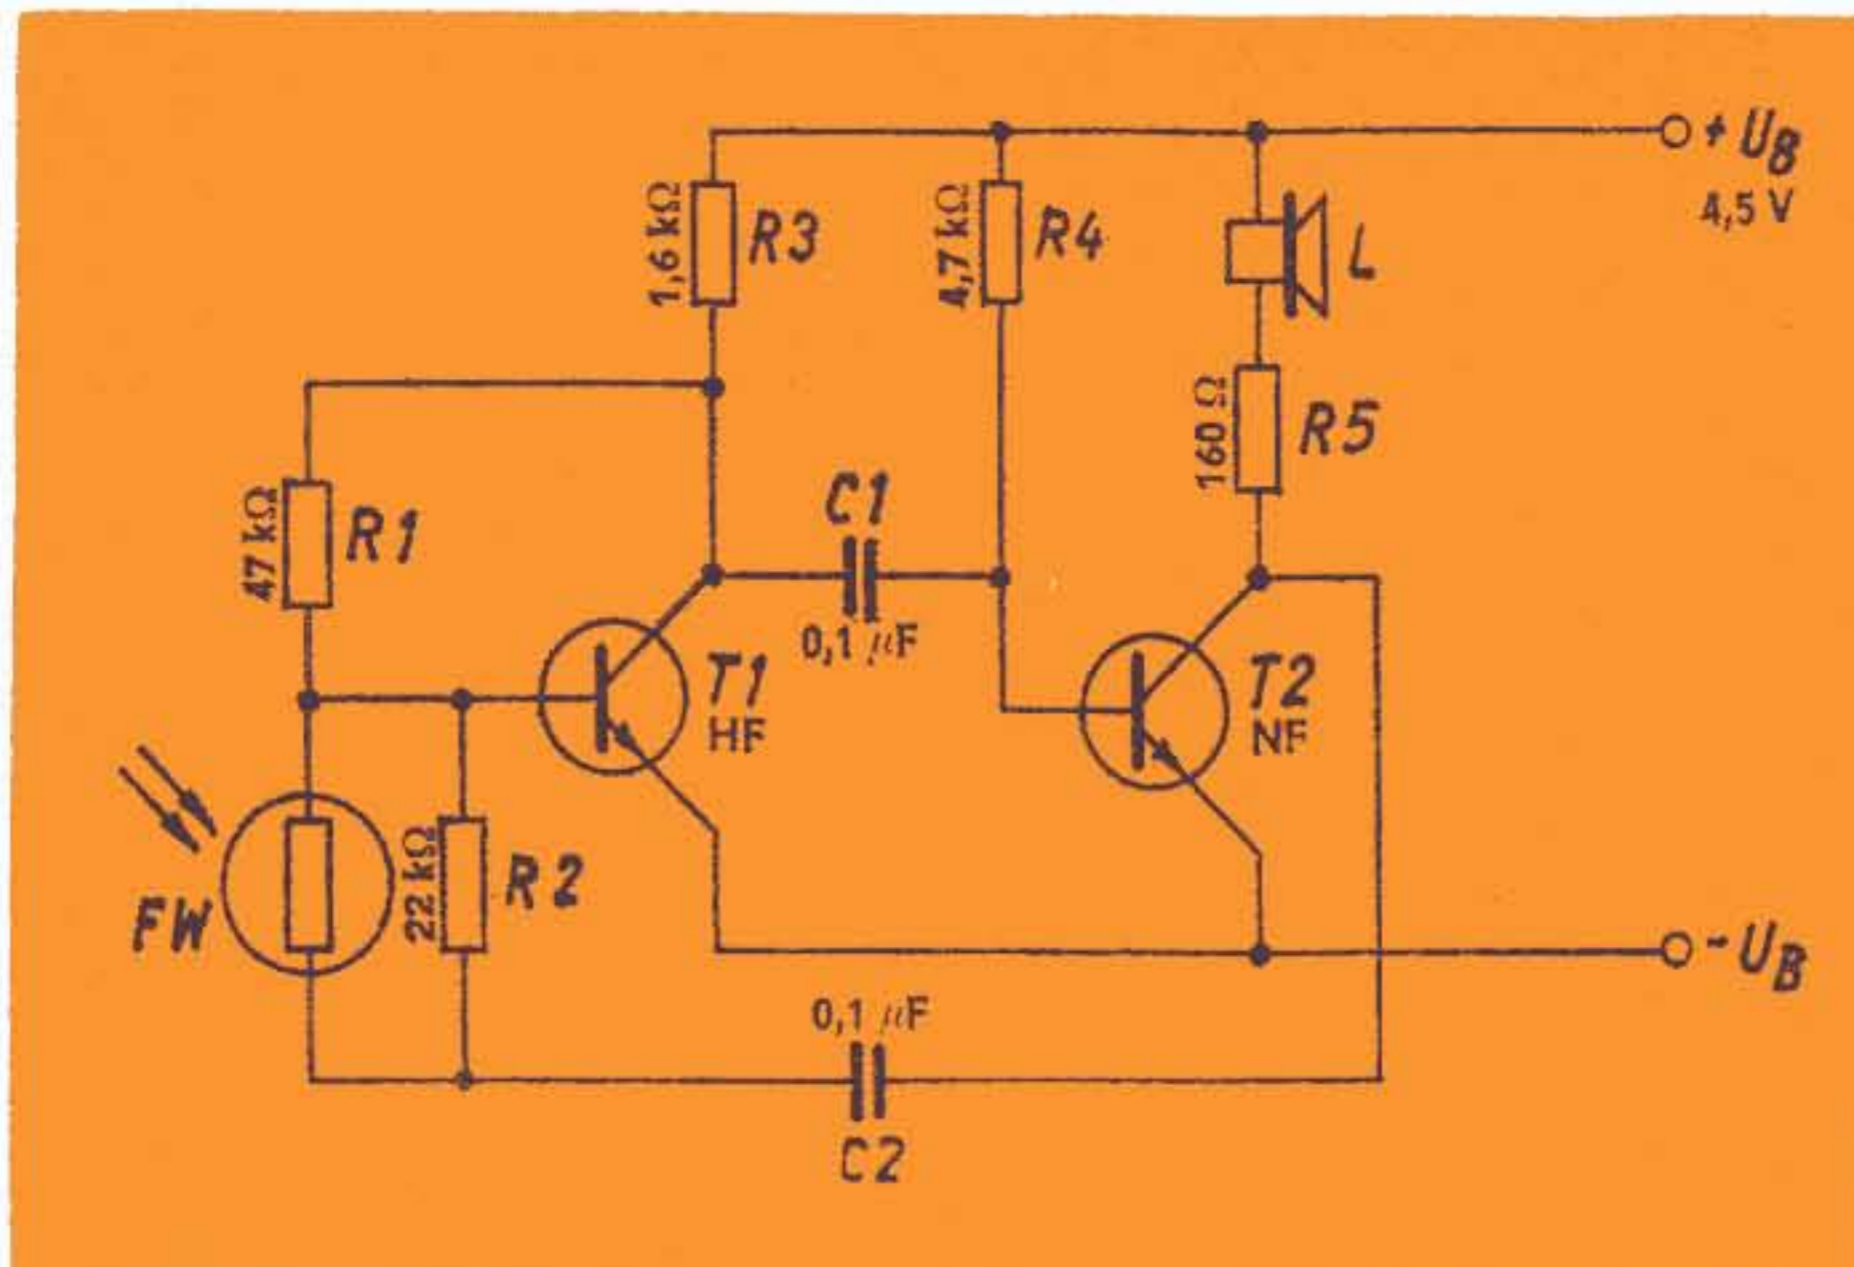 + U_B
4,5 V
1,6 kΩ
R3
4,7 kΩ
R4
L
160 Ω
R5
47 kΩ
R1
C1
0,1 µF
T1
HF
T2
NF
FW
22 kΩ
R2
- U_B
0,1 µF
C2